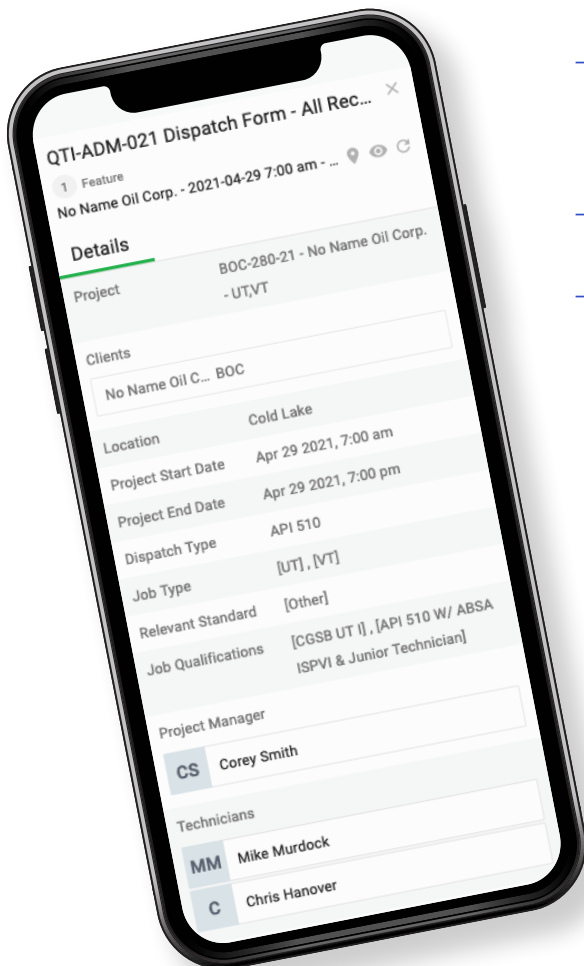 QTI-ADM-021 Dispatch Form - All Rec...
1 Feature
No Name Oil Corp. - 2021-04-29 7:00 am - ...
Details
Project BOC-280-21 - No Name Oil Corp.
- UT,VT
Clients
No Name Oil C... BOC
Location Cold Lake
Project Start Date Apr 29 2021, 7:00 am
Project End Date Apr 29 2021, 7:00 pm
Dispatch Type API 510
Job Type [UT] , [VT]
Relevant Standard [Other]
Job Qualifications [CGSB UT I] , [API 510 W/ ABSA
ISPVI & Junior Technician]
Project Manager
CS Corey Smith
Technicians
MM Mike Murdock
C Chris Hanover